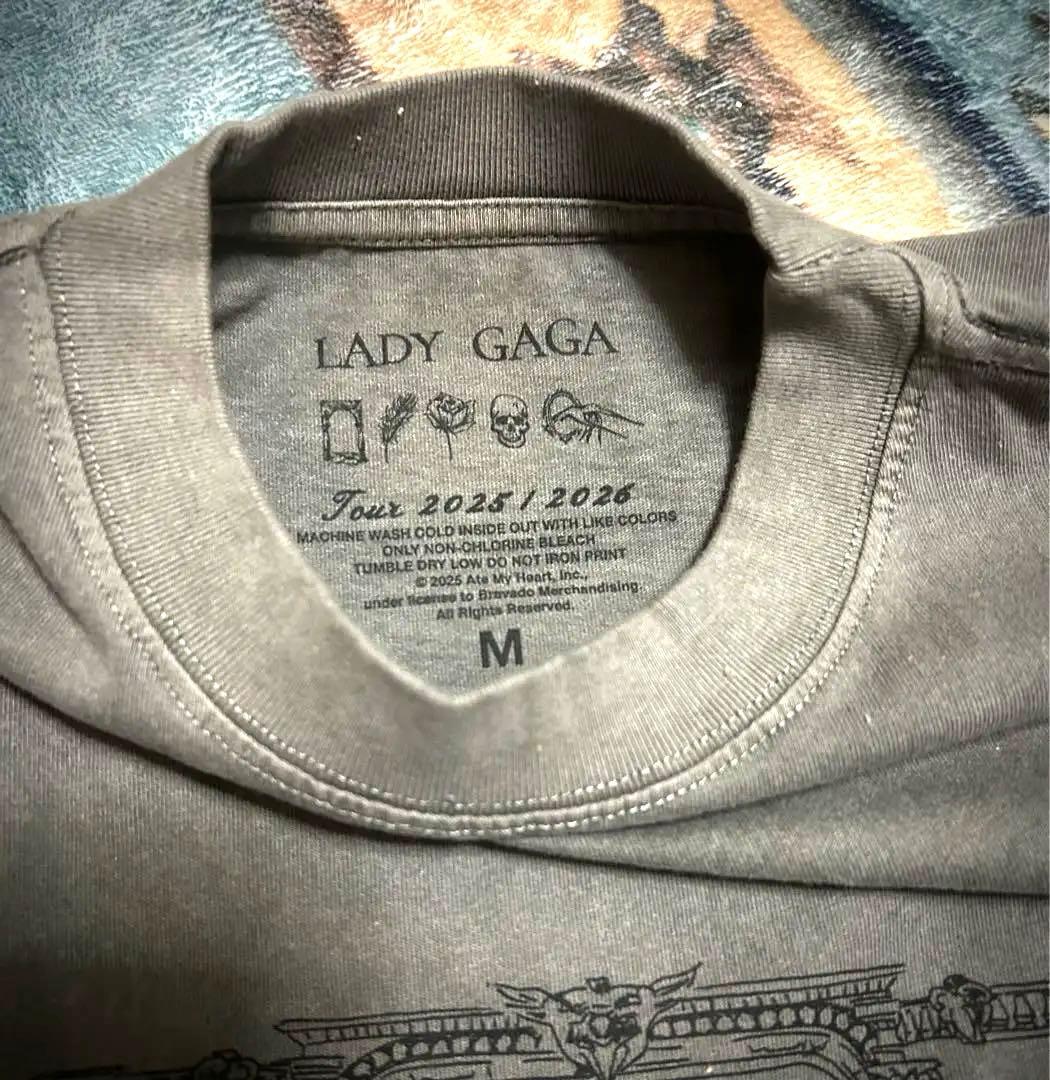 LADY GAGA
Tour 2025 / 2026
MACHINE WASH COLD INSIDE OUT WITH LIKE COLORS
ONLY NON-CHLORINE BLEACH
TUMBLE DRY LOW DO NOT IRON PRINT
© 2025 Ate My Heart, Inc.,
under license to Bravado Merchandising.
All Rights Reserved.
M